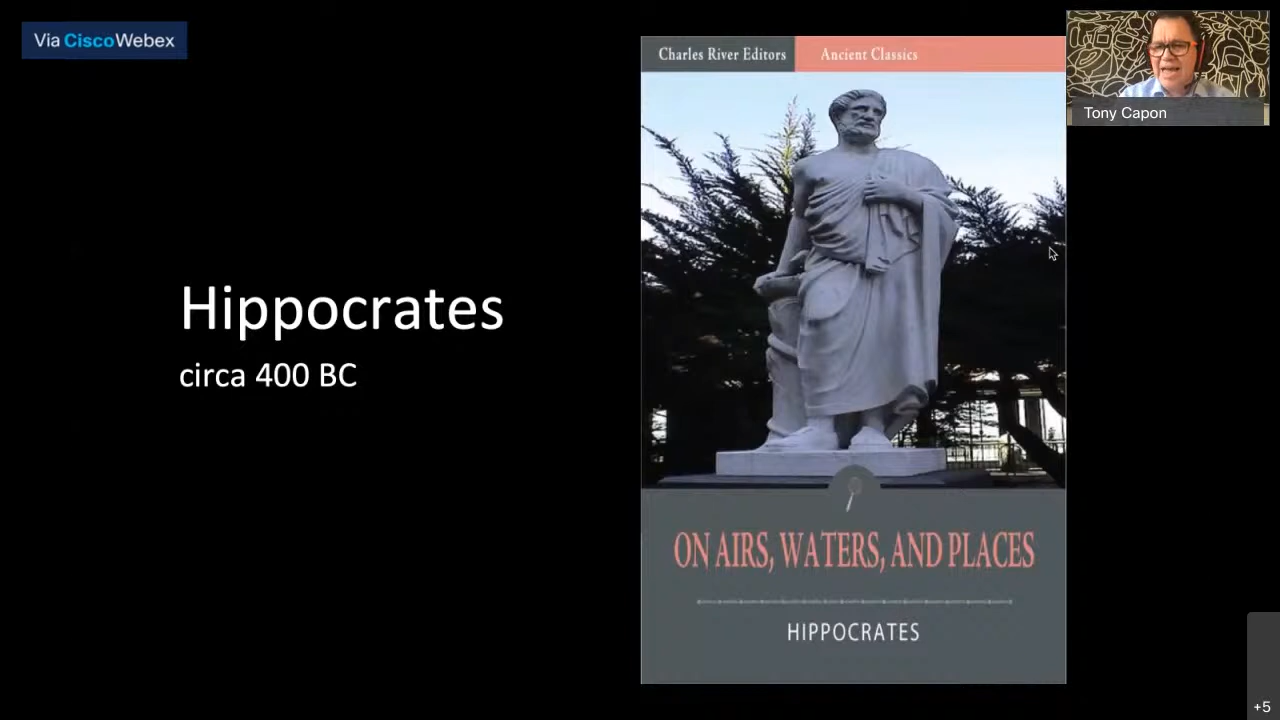 Via CiscoWebex
Charles River Editors
Ancient Classics
Tony Capon
Hippocrates
circa 400 BC
ON AIRS, WATERS, AND PLACES
HIPPOCRATES
+5